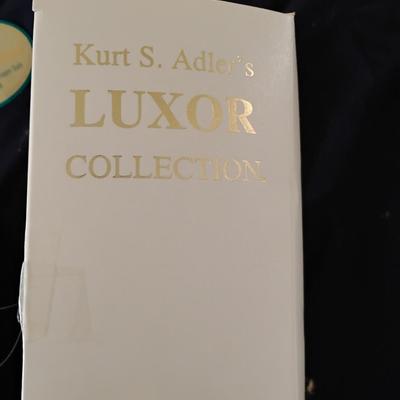 Kurt S. Adler's
LUXOR
COLLECTION.